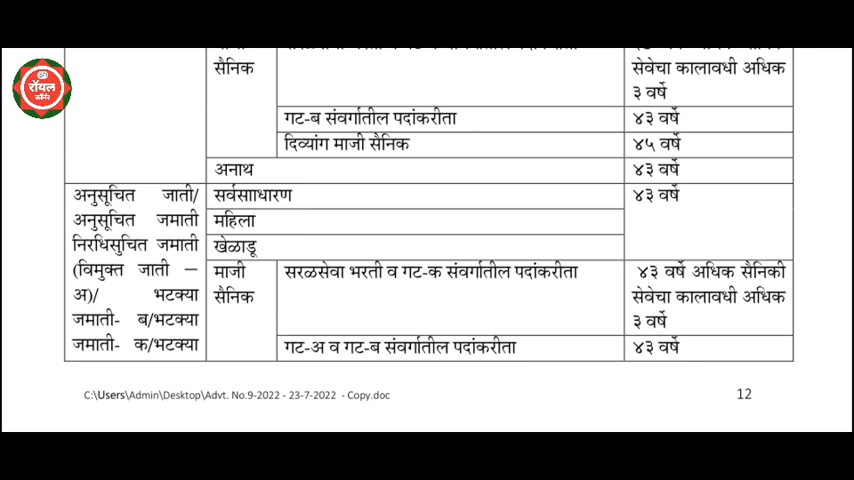 रॉयल
कॉर्नर
सैनिक
सेवेचा कालावधी अधिक
३ वर्षे
गट-ब संवर्गातील पदांकरीता ४३ वर्षे
दिव्यांग माजी सैनिक ४५ वर्षे
अनाथ ४३ वर्षे
अनुसूचित जाती/ सर्वसााधारण ४३ वर्षे
अनुसूचित जमाती महिला
निरधिसुचित जमाती खेळाडू
(विमुक्त जाती – माजी सरळसेवा भरती व गट-क संवर्गातील पदांकरीता ४३ वर्षे अधिक सैनिकी
अ)/ भटक्या सैनिक सेवेचा कालावधी अधिक
जमाती- ब/भटक्या ३ वर्षे
जमाती- क/भटक्या गट-अ व गट-ब संवर्गातील पदांकरीता ४३ वर्षे
C:\Users\Admin\Desktop\Advt. No.9-2022 - 23-7-2022 - Copy.doc 12